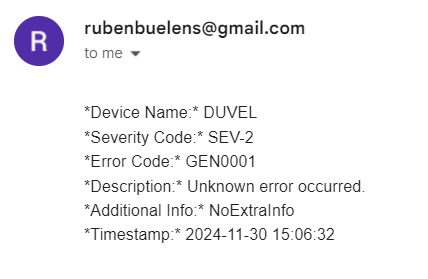 R
rubenbuelens@gmail.com
to me
*Device Name:* DUVEL
*Severity Code:* SEV-2
*Error Code:* GEN0001
*Description:* Unknown error occurred.
*Additional Info:* NoExtraInfo
*Timestamp:* 2024-11-30 15:06:32